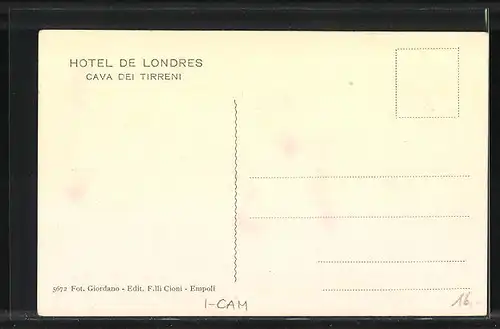 HOTEL DE LONDRES
CAVA DEI TIRRENI
5672 Fot. Giordano - Edit. F.lli Cioni - Empoli
I-CAM
16,-